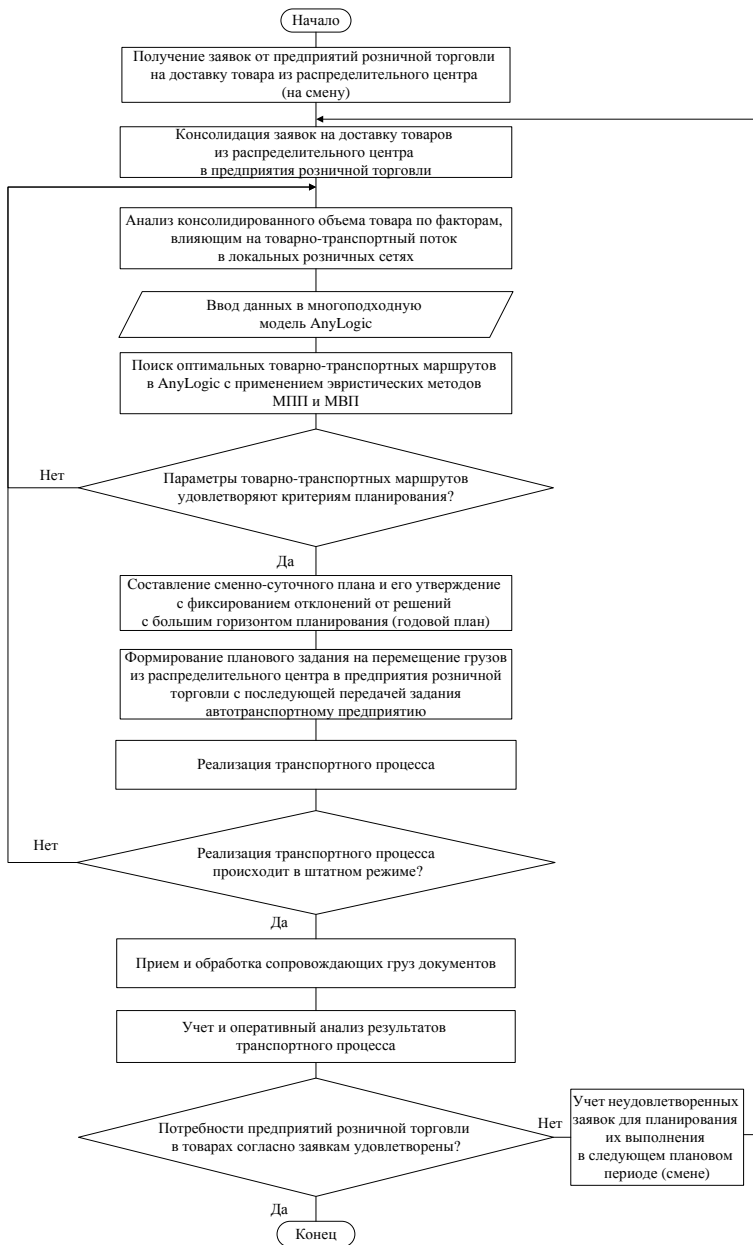 Начало
Получение заявок от предприятий розничной торговли
на доставку товара из распределительного центра
(на смену)
Консолидация заявок на доставку товаров
из распределительного центра
в предприятия розничной торговли
Анализ консолидированного объема товара по факторам,
влияющим на товарно-транспортный поток
в локальных розничных сетях
Ввод данных в многоподходную
модель AnyLogic
Поиск оптимальных товарно-транспортных маршрутов
в AnyLogic с применением эвристических методов
МПП и МВП
Нет
Параметры товарно-транспортных маршрутов
удовлетворяют критериям планирования?
Да
Составление сменно-суточного плана и его утверждение
с фиксированием отклонений от решений
с большим горизонтом планирования (годовой план)
Формирование планового задания на перемещение грузов
из распределительного центра в предприятия розничной
торговли с последующей передачей задания
автотранспортному предприятию
Реализация транспортного процесса
Нет
Реализация транспортного процесса
происходит в штатном режиме?
Да
Прием и обработка сопровождающих груз документов
Учет и оперативный анализ результатов
транспортного процесса
Потребности предприятий розничной торговли
в товарах согласно заявкам удовлетворены?
Нет
Учет неудовлетворенных
заявок для планирования
их выполнения
в следующем плановом
периоде (смене)
Да
Конец